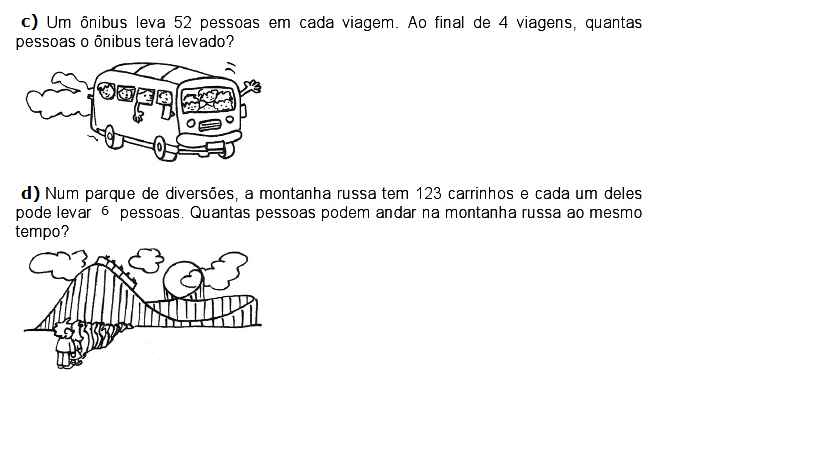 c) Um ônibus leva 52 pessoas em cada viagem. Ao final de 4 viagens, quantas
pessoas o ônibus terá levado?
d) Num parque de diversões, a montanha russa tem 123 carrinhos e cada um deles
pode levar 6 pessoas. Quantas pessoas podem andar na montanha russa ao mesmo
tempo?